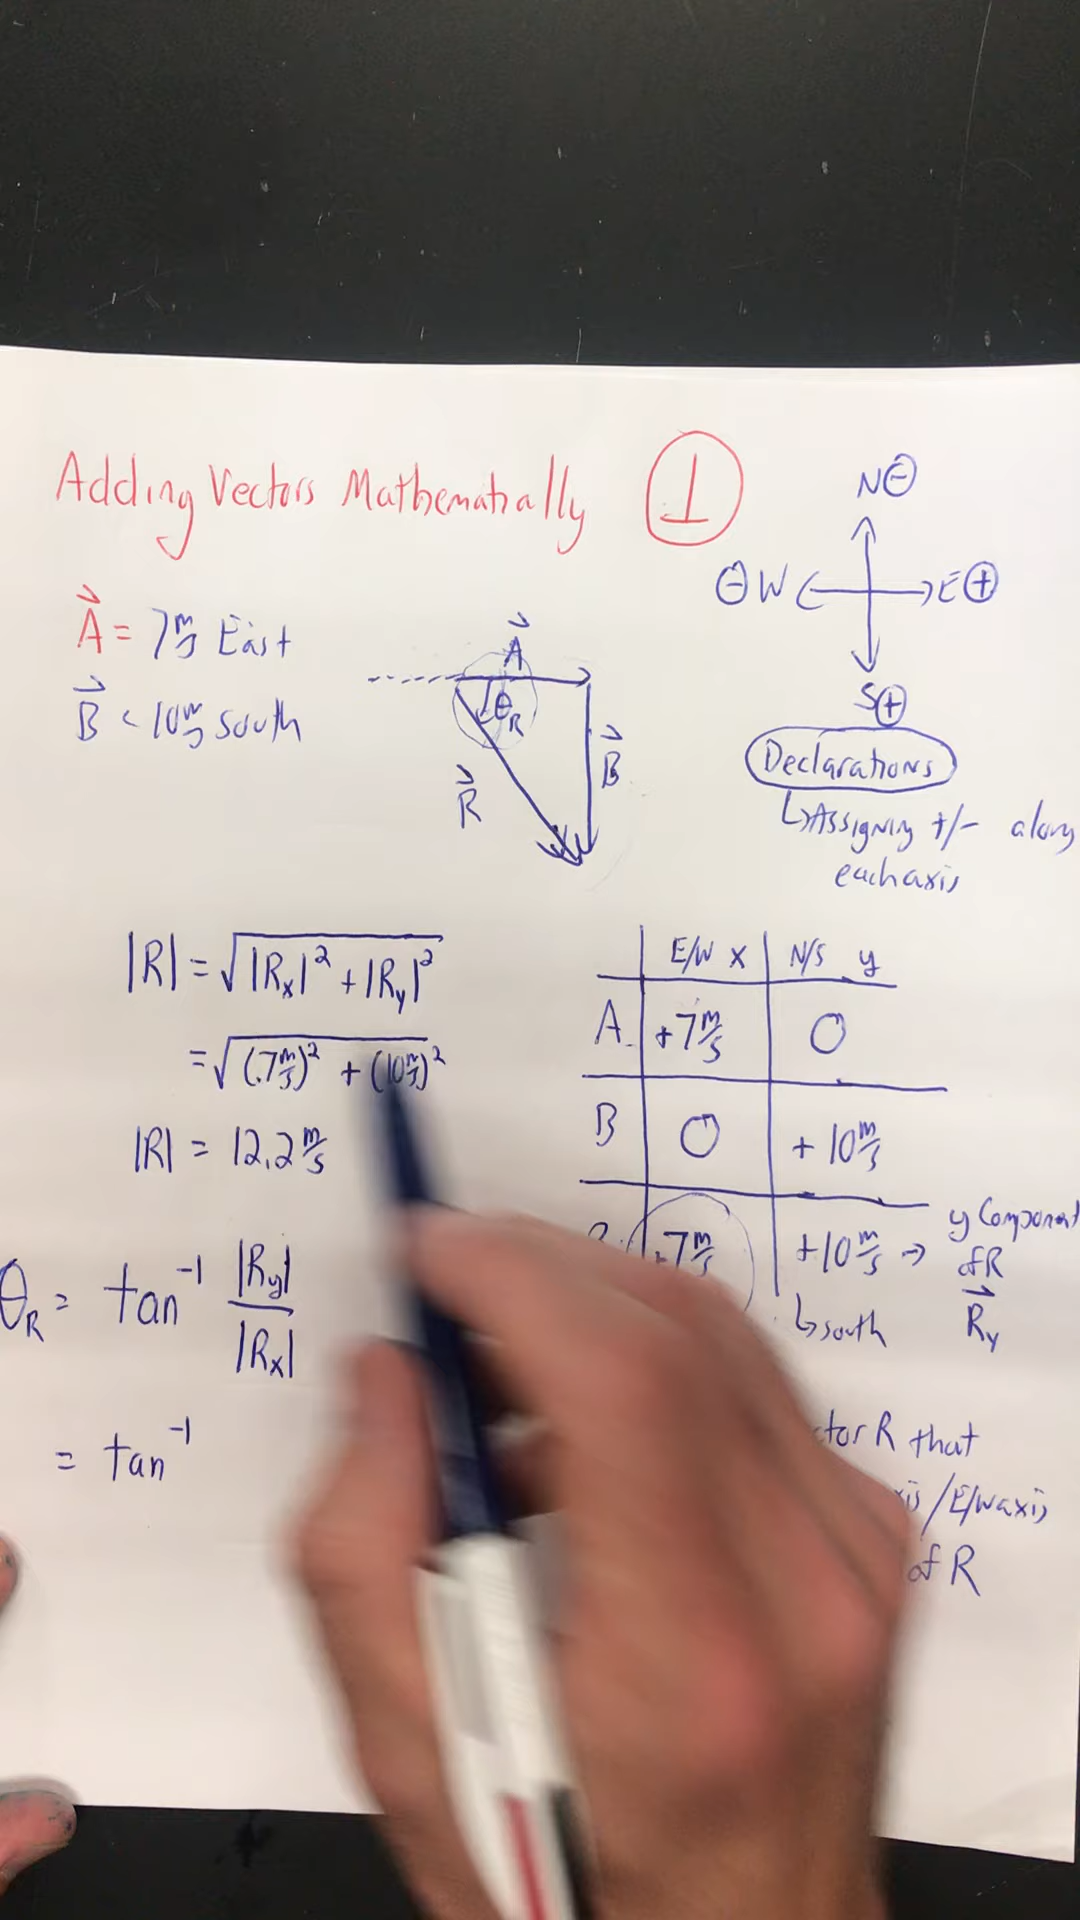 Adding Vectors Mathematically ①
N⊖
⊖W E⊕
S⊕
Declarations
↳Assigning +/- along
each axis
A⃗ = 7 m/s East
B⃗ = 10 m/s South
A⃗
θR
B⃗
R⃗
|R| = √|Rx|² + |Ry|²
= √(7 m/s)² + (10 m/s)²
|R| = 12.2 m/s
θR = tan⁻¹ |Ry|/|Rx|
= tan⁻¹
E/W x N/S y
A +7 m/s 0
B 0 +10 m/s
7 m/s +10 m/s → y Component
of R
↳south R⃗y
R that
/E/W axis
of R